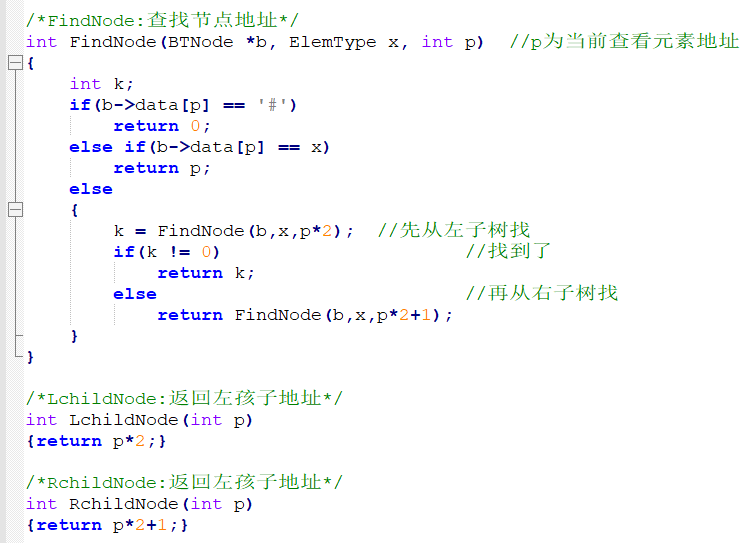 /*FindNode:查找节点地址*/
int FindNode(BTNode *b, ElemType x, int p)  //p为当前查看元素地址
{
    int k;
    if(b->data[p] == '#')
        return 0;
    else if(b->data[p] == x)
        return p;
    else
    {
        k = FindNode(b,x,p*2);  //先从左子树找
        if(k != 0)                      //找到了
            return k;
        else                            //再从右子树找
            return FindNode(b,x,p*2+1);
    }
}

/*LchildNode:返回左孩子地址*/
int LchildNode(int p)
{return p*2;}

/*RchildNode:返回左孩子地址*/
int RchildNode(int p)
{return p*2+1;}